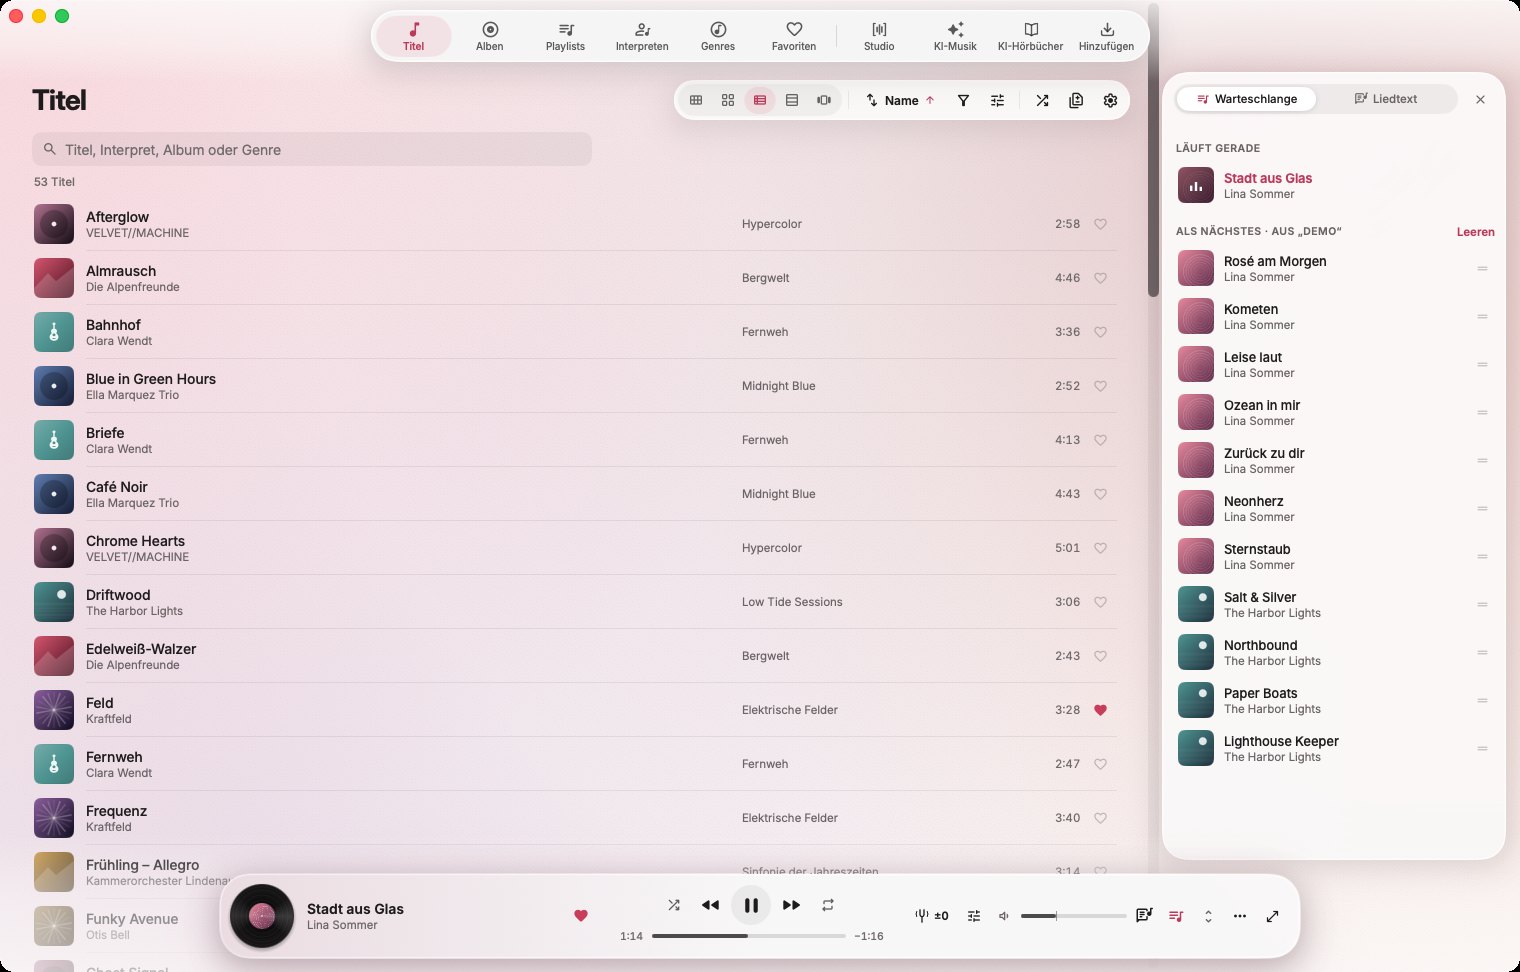 Titel
Alben
Playlists
Interpreten
Genres
Favoriten
Studio
KI-Musik
KI-Hörbücher
Hinzufügen
Titel
Name
Titel, Interpret, Album oder Genre
53 Titel
Afterglow
VELVET//MACHINE
Hypercolor
2:58
Almrausch
Die Alpenfreunde
Bergwelt
4:46
Bahnhof
Clara Wendt
Fernweh
3:36
Blue in Green Hours
Ella Marquez Trio
Midnight Blue
2:52
Briefe
Clara Wendt
Fernweh
4:13
Café Noir
Ella Marquez Trio
Midnight Blue
4:43
Chrome Hearts
VELVET//MACHINE
Hypercolor
5:01
Driftwood
The Harbor Lights
Low Tide Sessions
3:06
Edelweiß-Walzer
Die Alpenfreunde
Bergwelt
2:43
Feld
Kraftfeld
Elektrische Felder
3:28
Fernweh
Clara Wendt
Fernweh
2:47
Frequenz
Kraftfeld
Elektrische Felder
3:40
Frühling – Allegro
Kammerorchester Lindenau
Sinfonie der Jahreszeiten
3:14
Funky Avenue
Otis Bell
Ghost Signal
Warteschlange
Liedtext
LÄUFT GERADE
Stadt aus Glas
Lina Sommer
ALS NÄCHSTES · AUS „DEMO“
Leeren
Rosé am Morgen
Lina Sommer
Kometen
Lina Sommer
Leise laut
Lina Sommer
Ozean in mir
Lina Sommer
Zurück zu dir
Lina Sommer
Neonherz
Lina Sommer
Sternstaub
Lina Sommer
Salt & Silver
The Harbor Lights
Northbound
The Harbor Lights
Paper Boats
The Harbor Lights
Lighthouse Keeper
The Harbor Lights
Stadt aus Glas
Lina Sommer
1:14
−1:16
±0